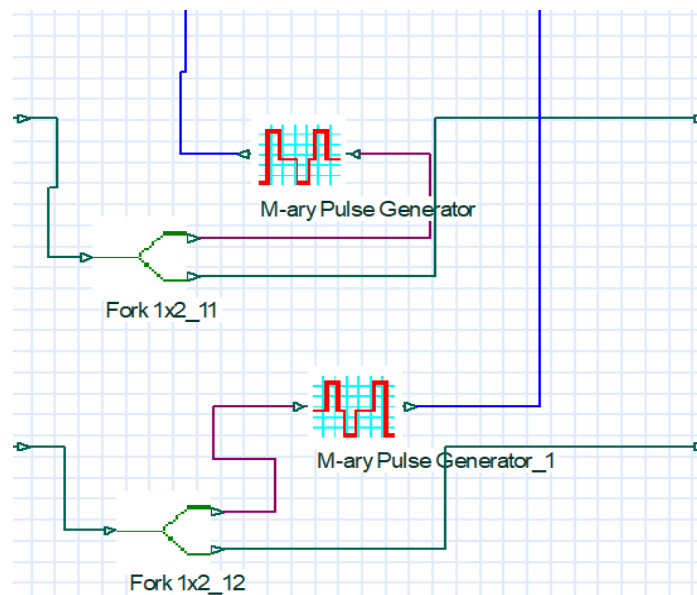 M-ary Pulse Generator
Fork 1x2_11
M-ary Pulse Generator_1
Fork 1x2_12